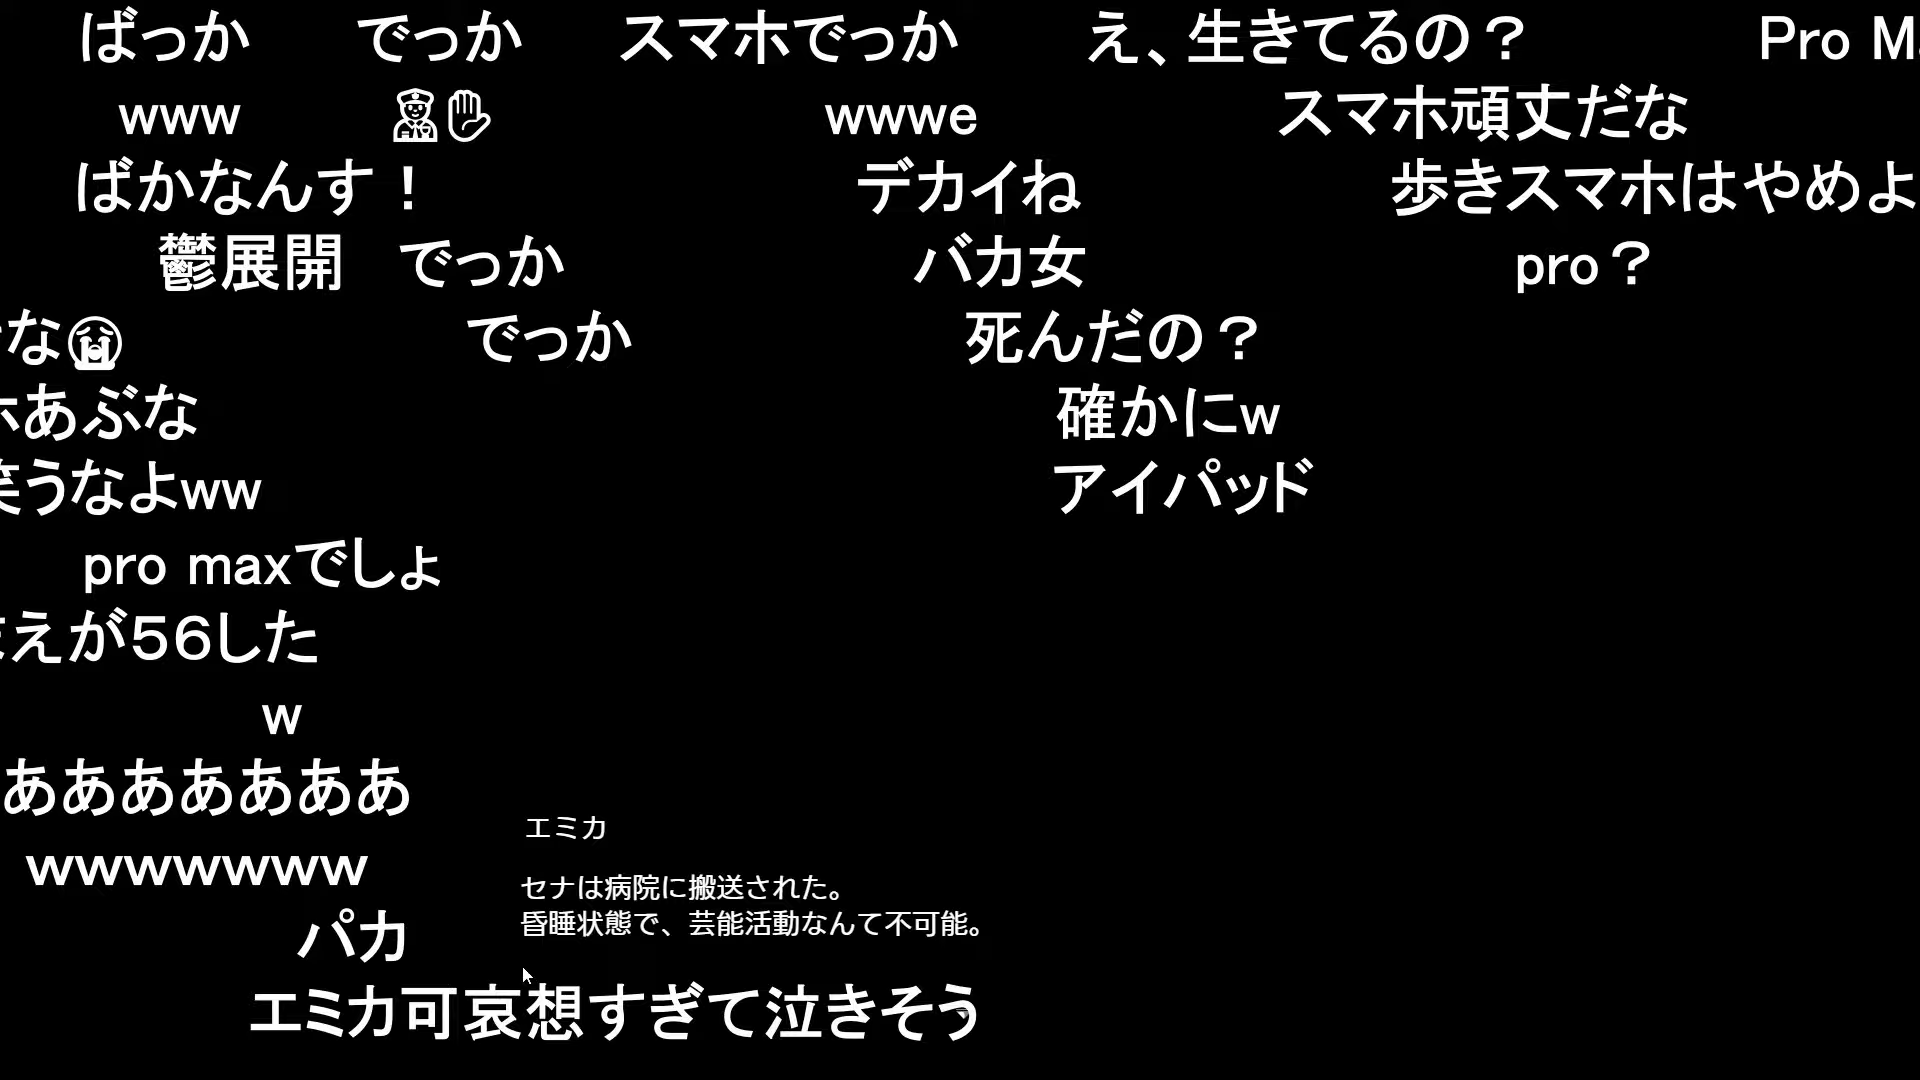 ばっか でっか スマホでっか え、生きてるの？ Pro M
www 👮✋ wwwe スマホ頑丈だな
ばかなんす！ デカイね 歩きスマホはやめよ
鬱展開 でっか バカ女 pro？
な😭 でっか 死んだの？
ホあぶな 確かにw
笑うなよww アイパッド
pro maxでしょ
えが56した
w
あああああああ
wwwwwww
エミカ
セナは病院に搬送された。
昏睡状態で、芸能活動なんて不可能。
パカ
エミカ可哀想すぎて泣きそう